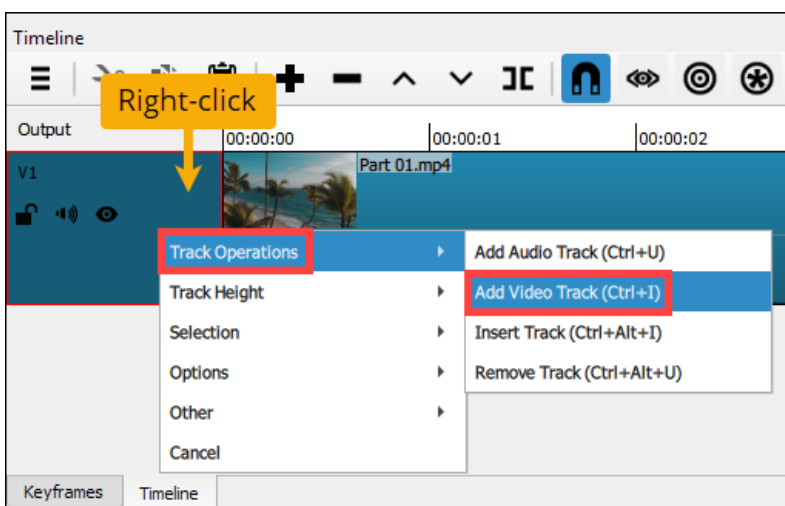 Timeline
Right-click
Output
00:00:00
00:00:01
00:00:02
V1
Part 01.mp4
Track Operations
Track Height
Selection
Options
Other
Cancel
Add Audio Track (Ctrl+U)
Add Video Track (Ctrl+I)
Insert Track (Ctrl+Alt+I)
Remove Track (Ctrl+Alt+U)
Keyframes
Timeline